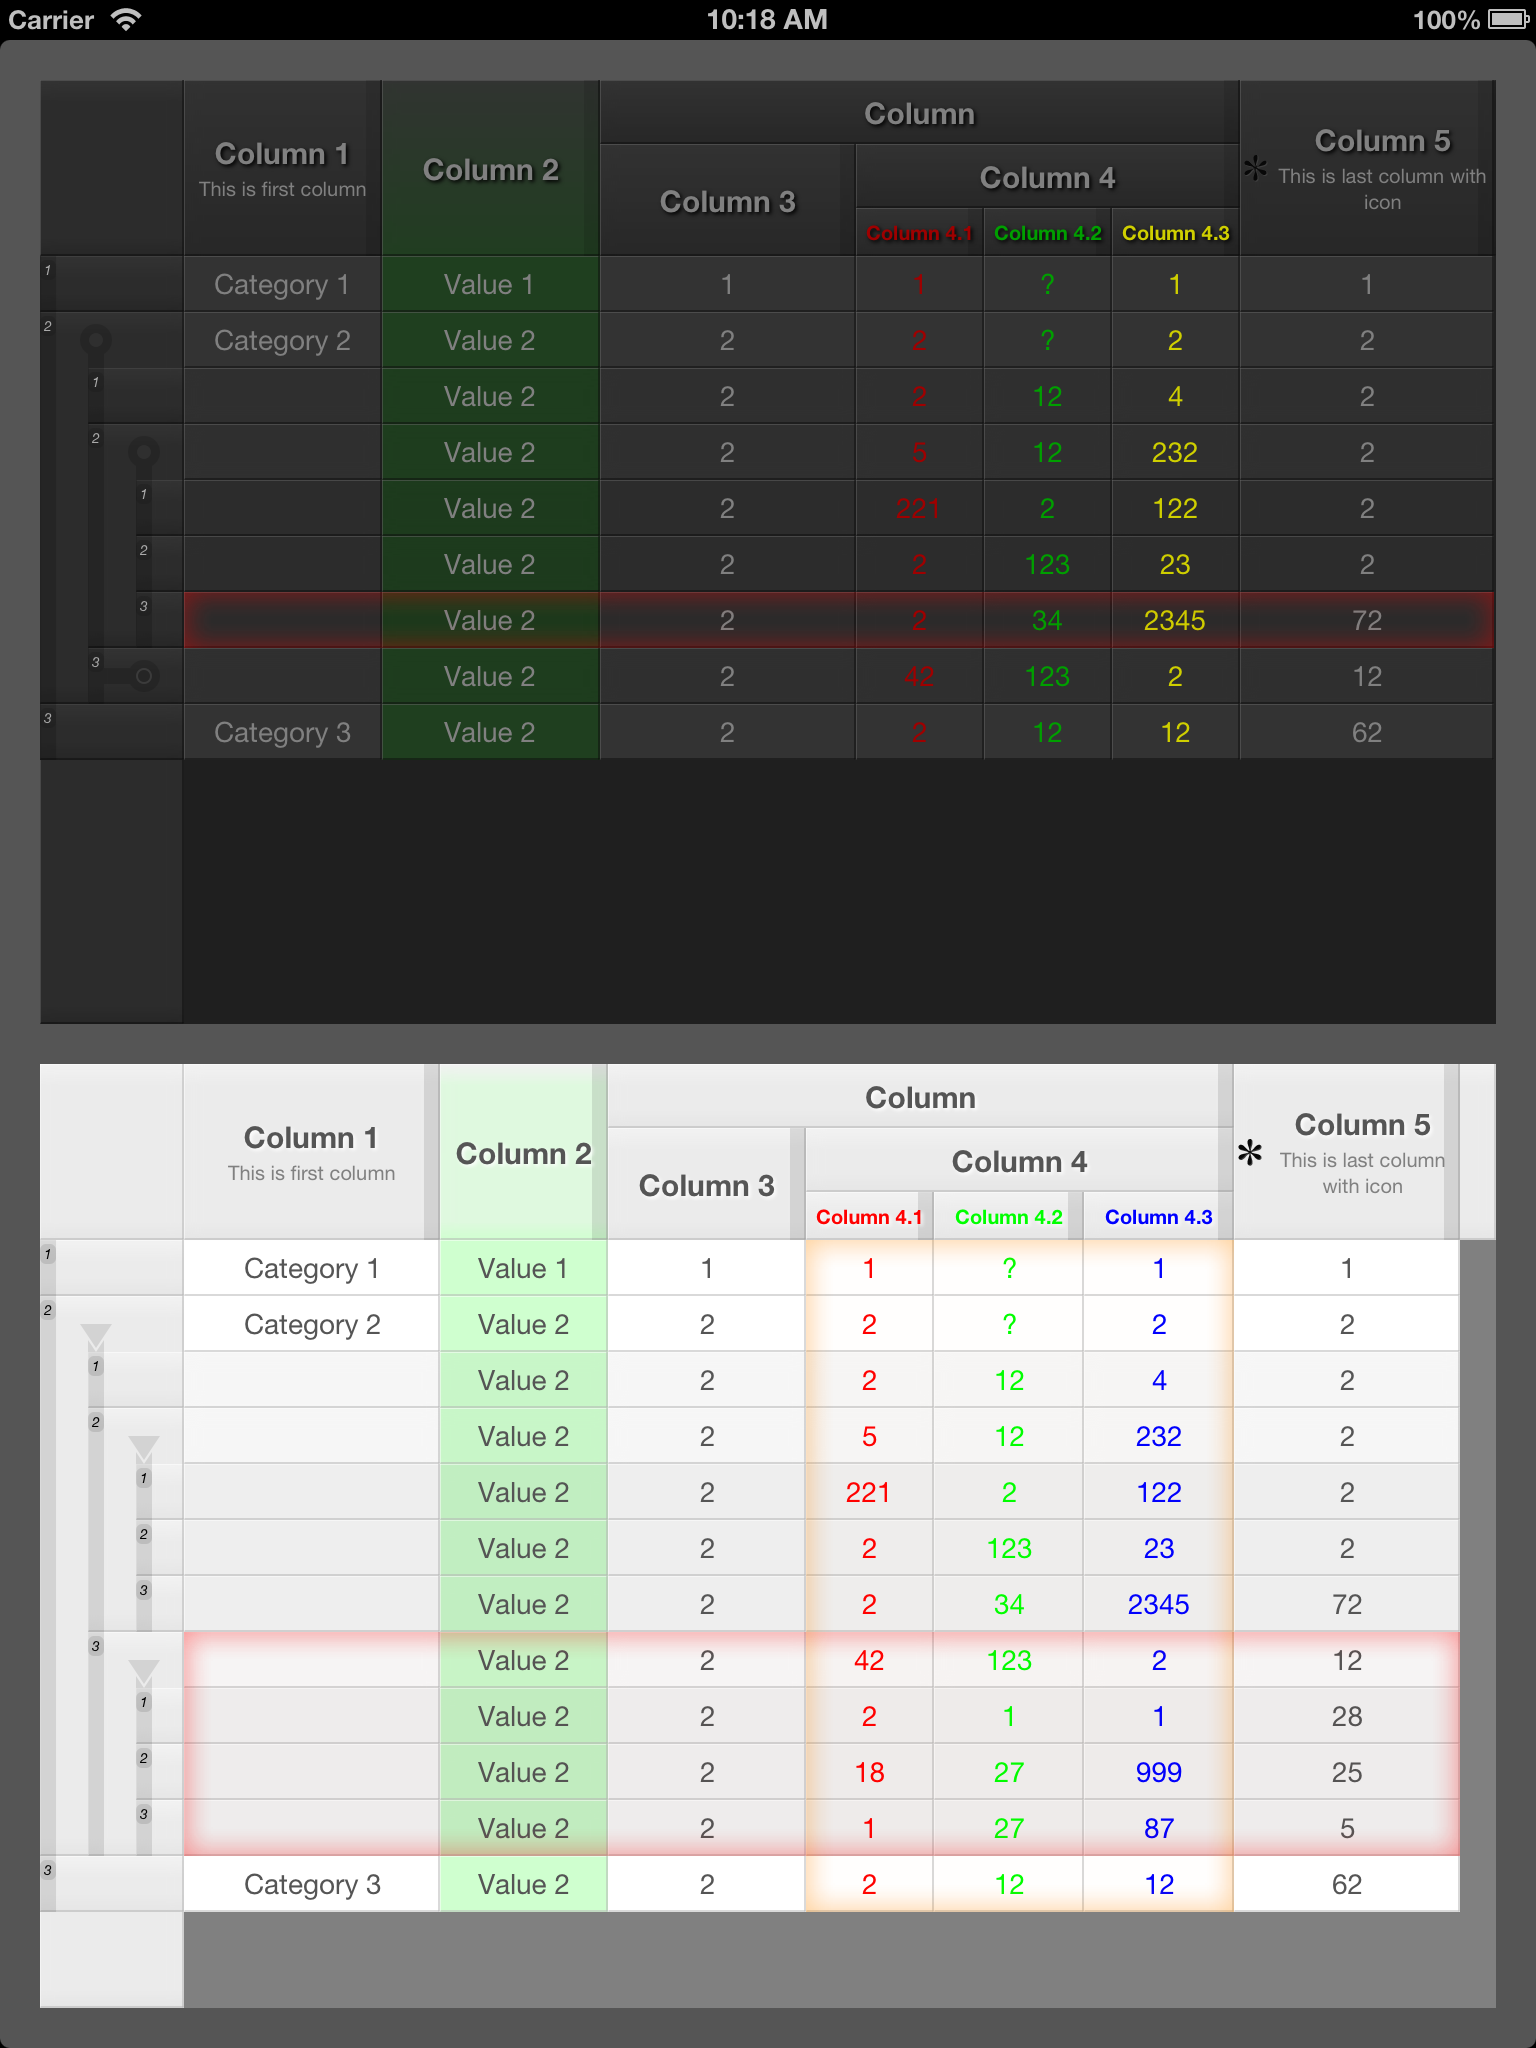 Carrier 10:18 AM 100%
Column
Column 1 Column 2 Column 4 * Column 5
This is first column Column 3 This is last column with
icon
Column 4.1 Column 4.2 Column 4.3
1 Category 1 Value 1 1 1 ? 1 1
2 Category 2 Value 2 2 2 ? 2 2
1 Value 2 2 2 12 4 2
2 Value 2 2 5 12 232 2
1 Value 2 2 221 2 122 2
2 Value 2 2 2 123 23 2
3 Value 2 2 2 34 2345 72
3 Value 2 2 42 123 2 12
3 Category 3 Value 2 2 2 12 12 62
Column
Column 1 Column 2 Column 4 * Column 5
This is first column Column 3 This is last column
with icon
Column 4.1 Column 4.2 Column 4.3
1 Category 1 Value 1 1 1 ? 1 1
2 Category 2 Value 2 2 2 ? 2 2
1 Value 2 2 2 12 4 2
2 Value 2 2 5 12 232 2
1 Value 2 2 221 2 122 2
2 Value 2 2 2 123 23 2
3 Value 2 2 2 34 2345 72
3 Value 2 2 42 123 2 12
1 Value 2 2 2 1 1 28
2 Value 2 2 18 27 999 25
3 Value 2 2 1 27 87 5
3 Category 3 Value 2 2 2 12 12 62